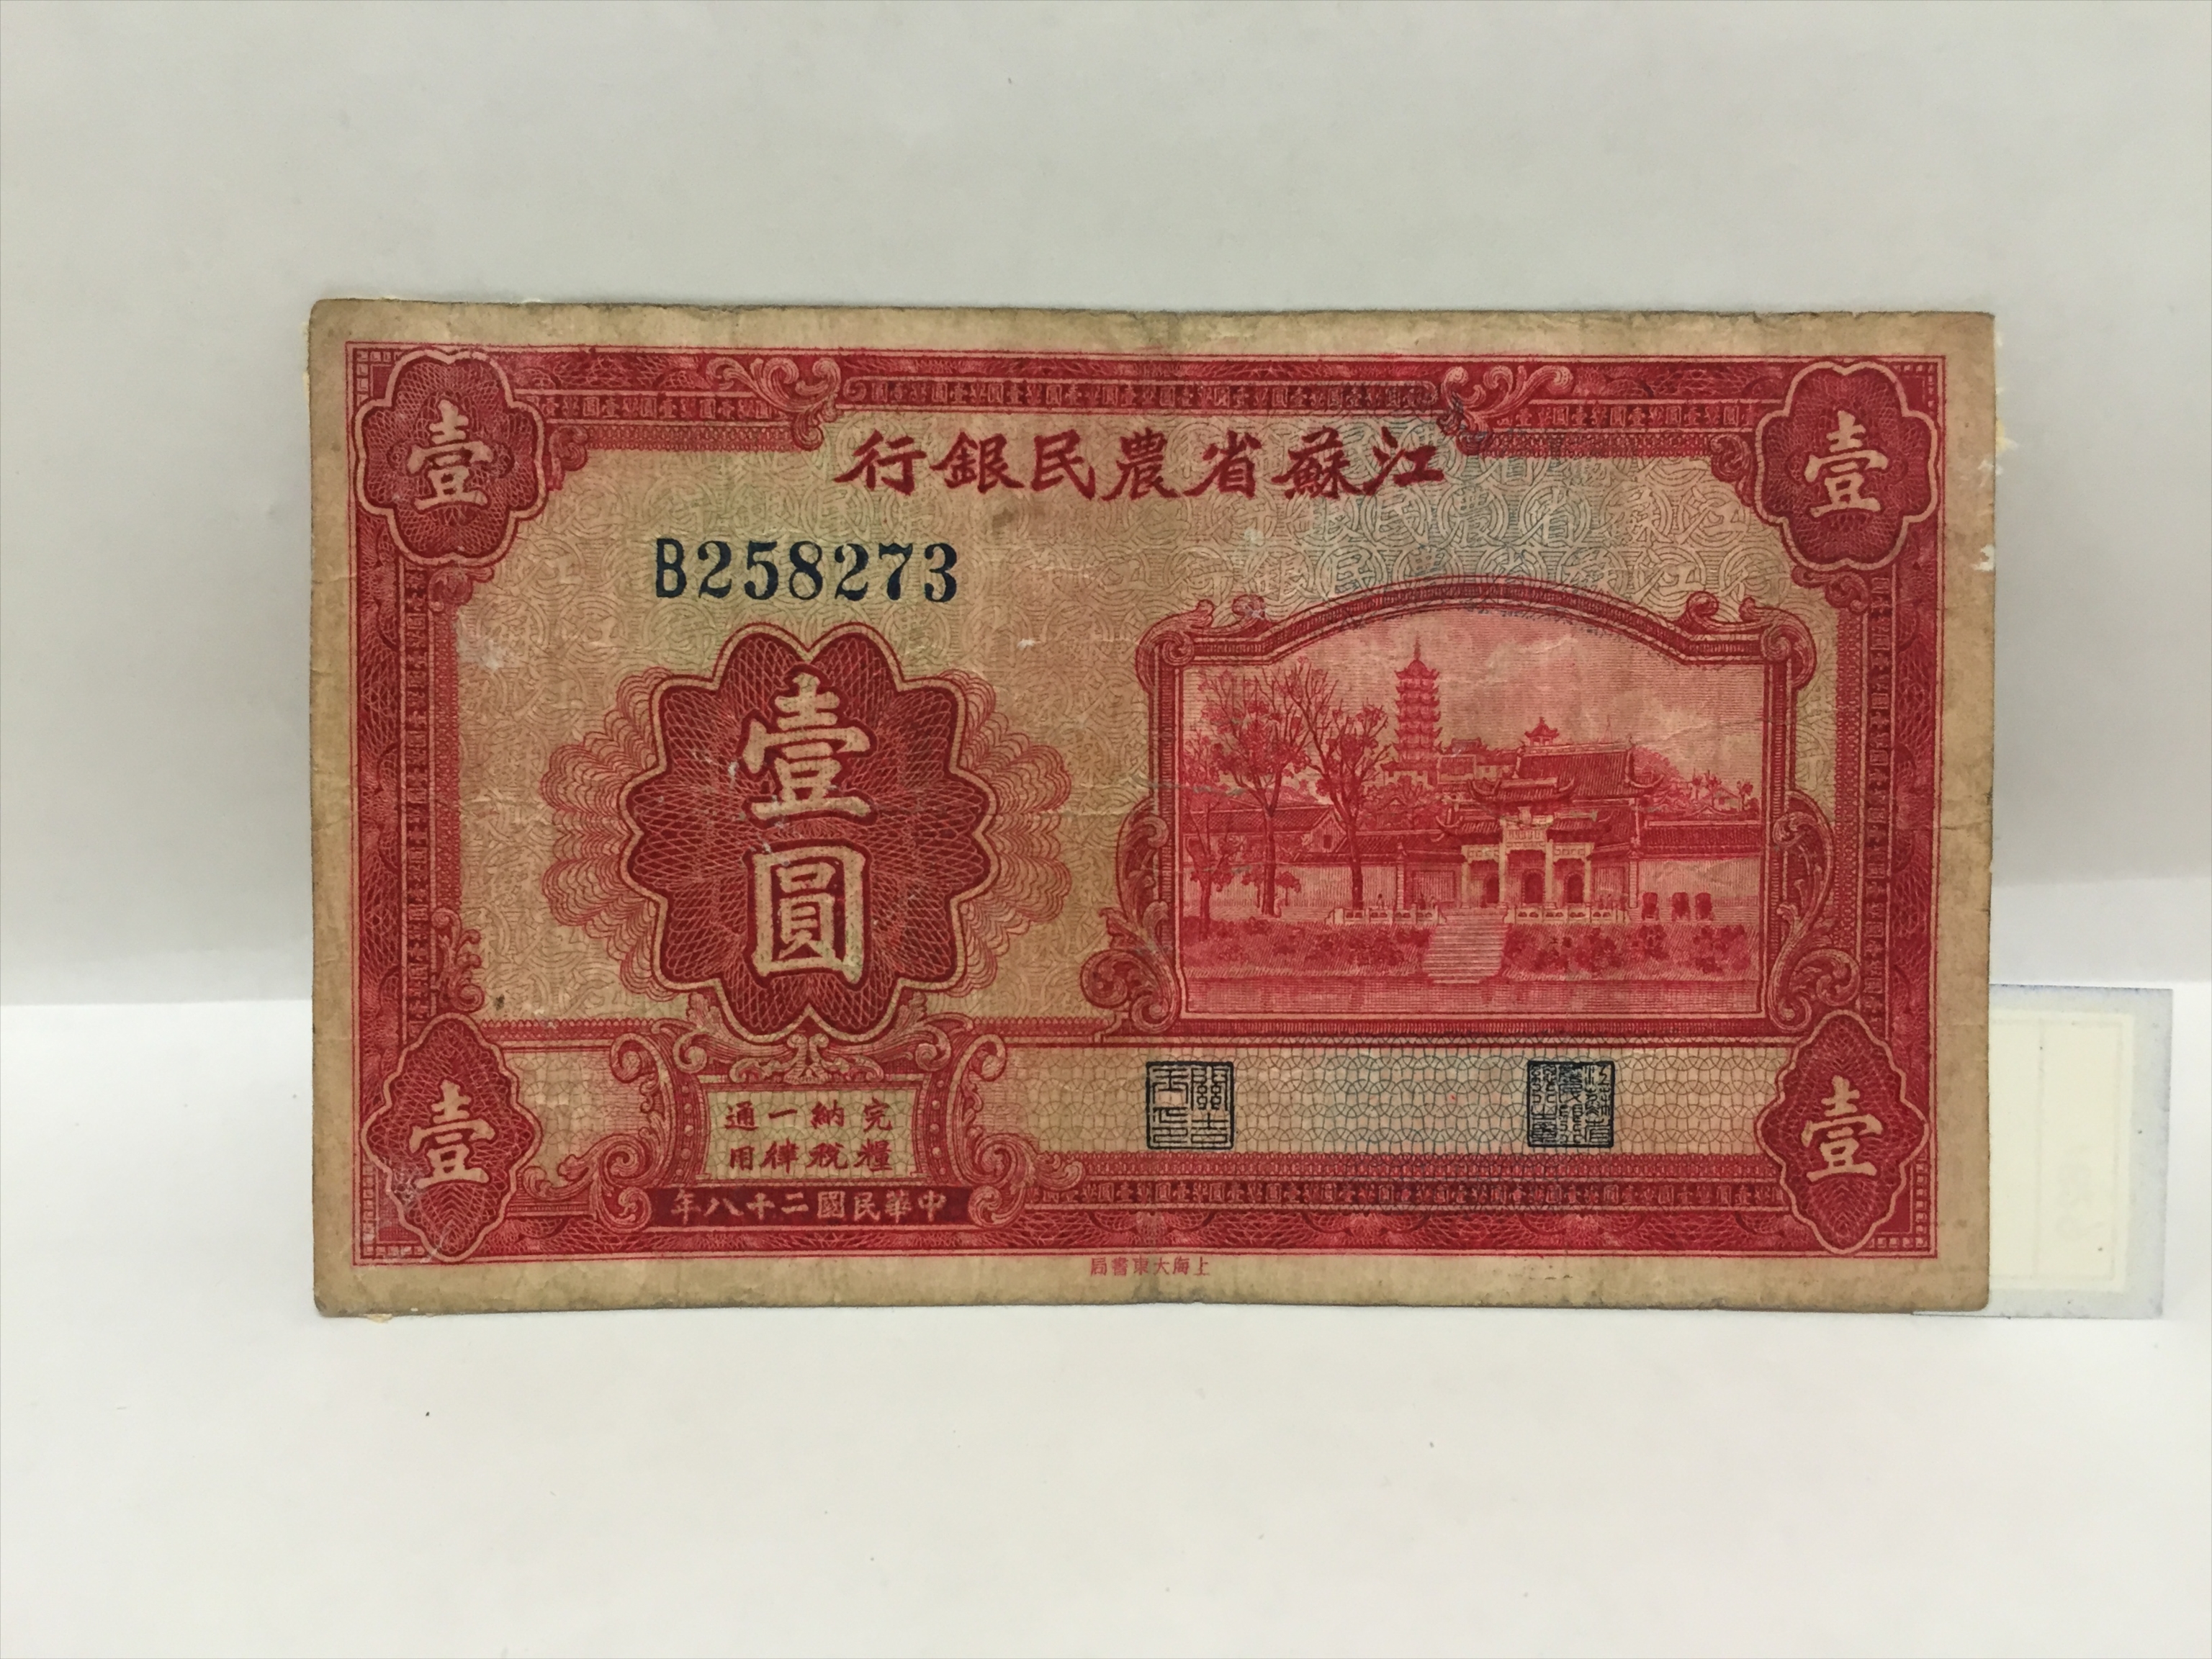 江蘇省農民銀行
B258273
壹
壹
壹圓
完納一通
糧稅律用
壹
壹
中華民國二十八年
上海大東書局